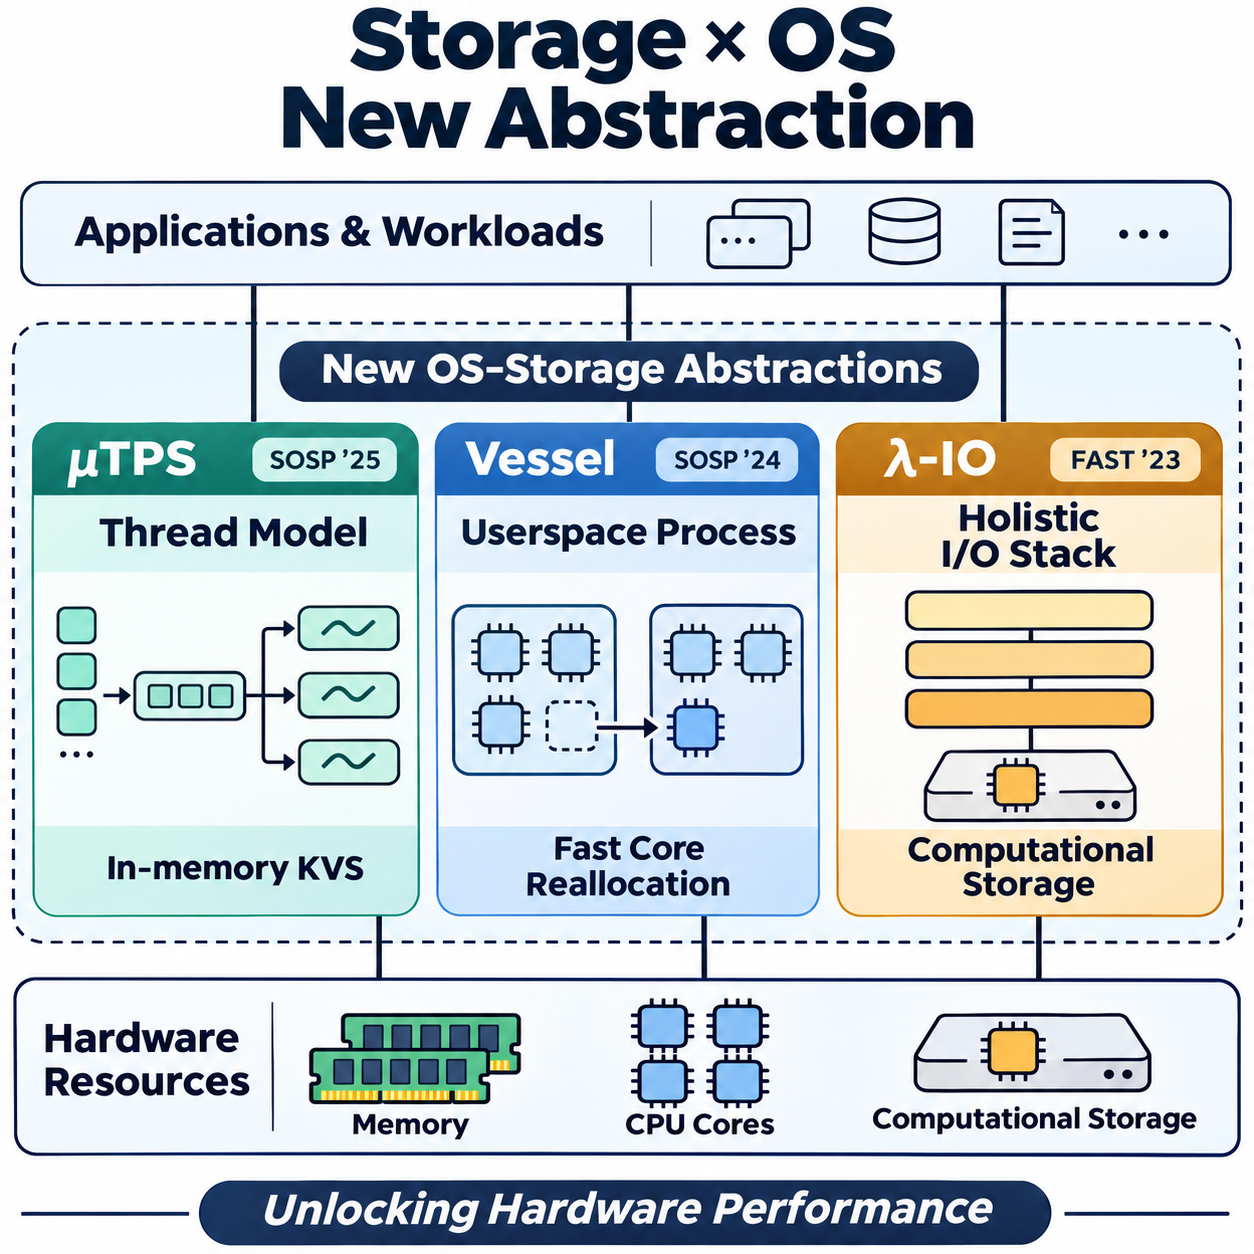 Storage × OS
New Abstraction
Applications & Workloads
...
...
New OS-Storage Abstractions
μTPS
SOSP ’25
Thread Model
...
In-memory KVS
Vessel
SOSP ’24
Userspace Process
Fast Core
Reallocation
λ-IO
FAST ’23
Holistic
I/O Stack
Computational
Storage
Hardware
Resources
Memory
CPU Cores
Computational Storage
Unlocking Hardware Performance